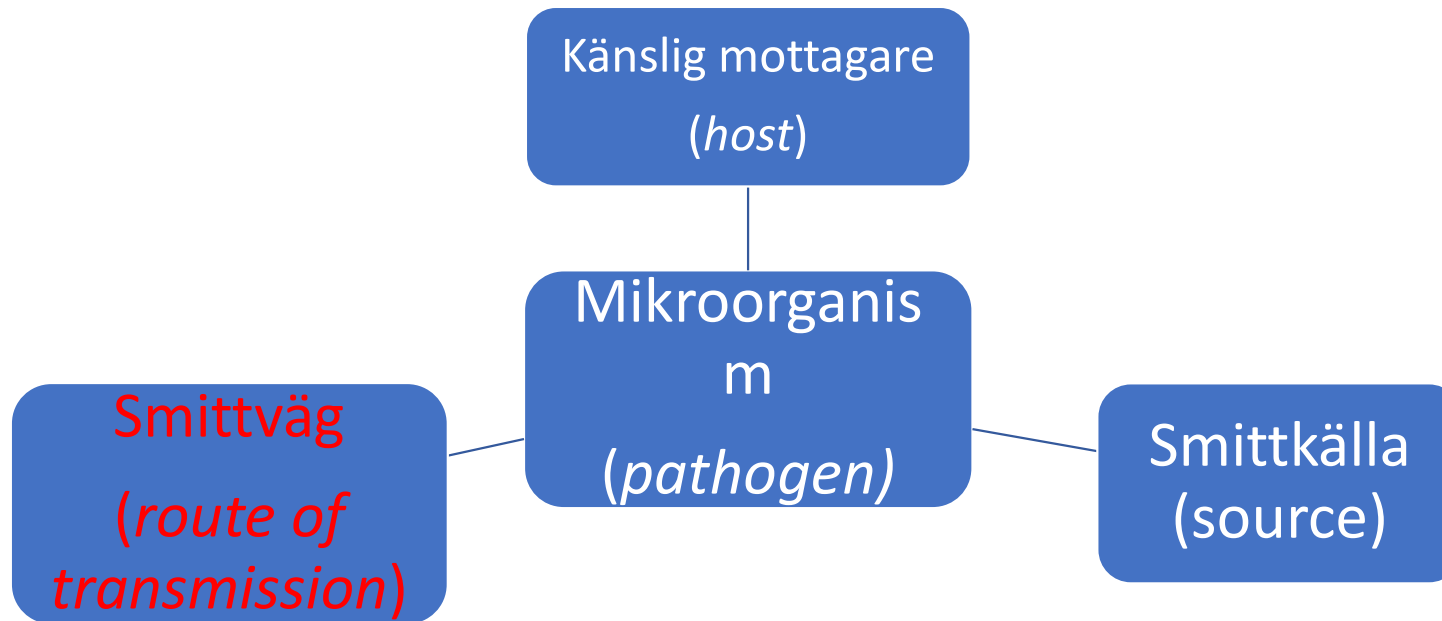 Känslig mottagare
(host)
Mikroorganis
m
(pathogen)
Smittväg
(route of
transmission)
Smittkälla
(source)